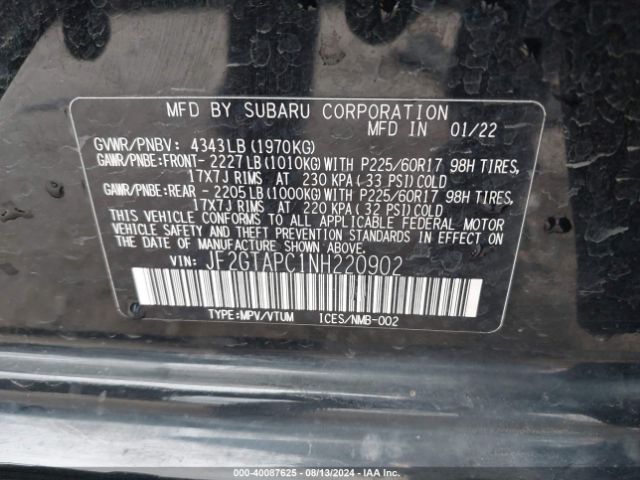 MFD BY SUBARU CORPORATION
MFD IN 01/22
GVWR/PNBV: 4343LB (1970KG)
GAWR/PNBE:FRONT- 2227LB(1010KG)WITH P225/60R17 98H TIRES,
17X7J RIMS AT 230 KPA(33 PSI)COLD
GAWR/PNBE:REAR - 2205LB(1000KG)WITH P225/60R17 98H TIRES,
17X7J RIMS AT 220 KPA(32 PSI)COLD
THIS VEHICLE CONFORMS TO ALL APPLICABLE FEDERAL MOTOR
VEHICLE SAFETY AND THEFT PREVENTION STANDARDS IN EFFECT
ON THE DATE OF MANUFACTURE SHOWN ABOVE.
VIN: JF2GTAPC1NH220902
TYPE:MPV/VTUM ICES/NMB-002
000-40087625 - 08/13/2024 - IAA Inc.